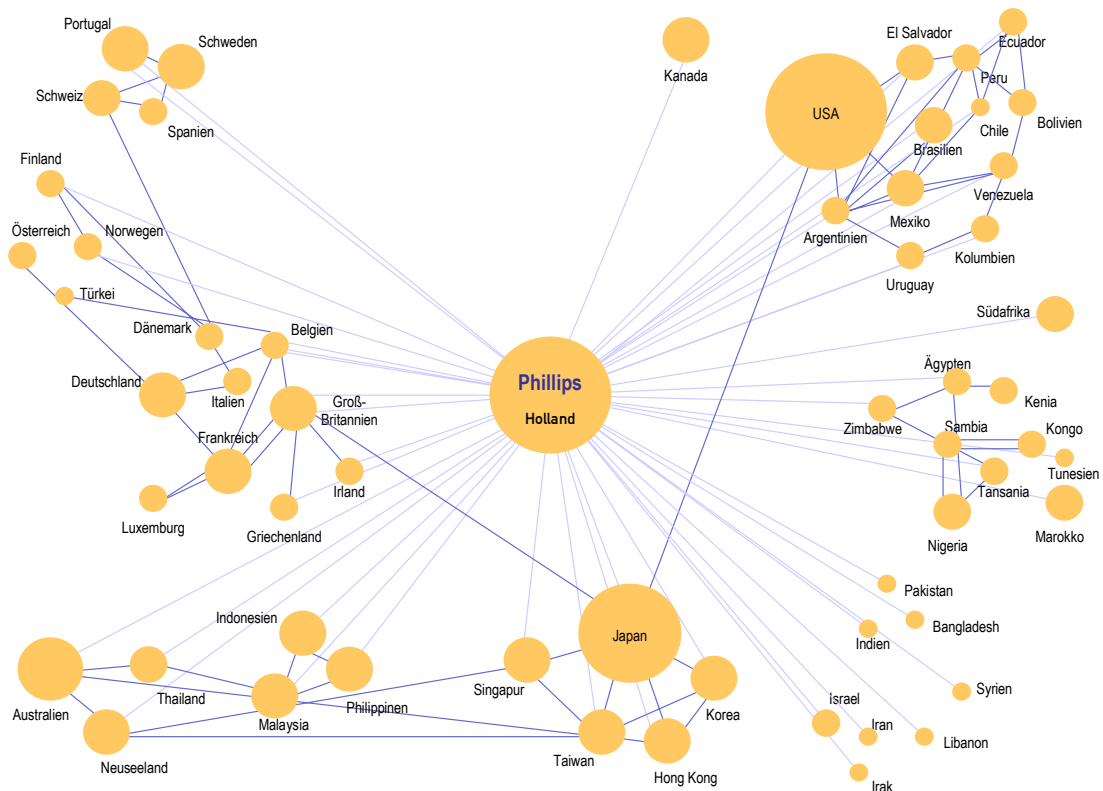 Portugal
Schweden
Schweiz
Spanien
Kanada
El Salvador
Ecuador
Peru
USA
Chile
Bolivien
Brasilien
Finland
Venezuela
Mexiko
Argentinien
Österreich
Norwegen
Kolumbien
Uruguay
Türkei
Südafrika
Dänemark
Belgien
Deutschland
Italien
Groß-
Britannien
Phillips
Holland
Ägypten
Kenia
Zimbabwe
Sambia
Kongo
Frankreich
Tunesien
Irland
Tansania
Luxemburg
Griechenland
Nigeria
Marokko
Pakistan
Indonesien
Bangladesh
Japan
Indien
Singapur
Syrien
Thailand
Philippinen
Korea
israel
Australien
Malaysia
Iran
Libanon
Neuseeland
Taiwan
Hong Kong
Irak